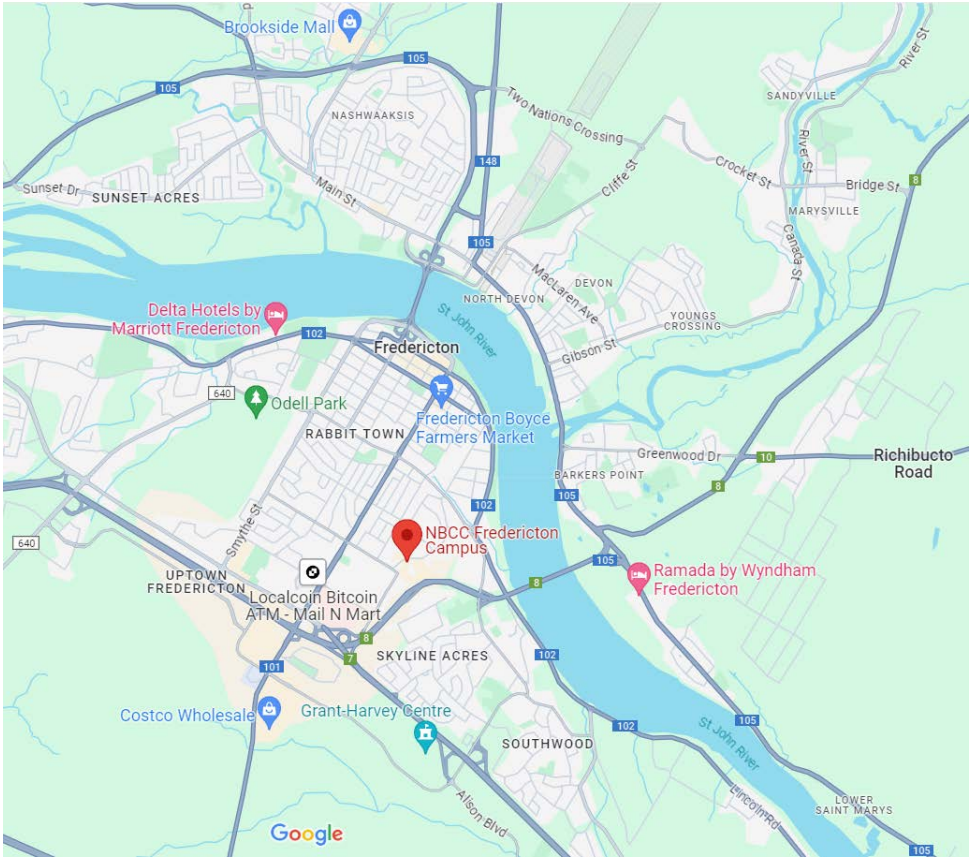 Brookside Mall
105
105
NASHWAAKSIS
Two Nations Crossing
148
Cliffe St
SANDYVILLE
River St
River St
Crocket St
Bridge St
8
MARYSVILLE
Canada St
Sunset Dr
SUNSET ACRES
Main St
105
MacLaren Ave
DEVON
NORTH DEVON
YOUNGS
CROSSING
Gibson St
Delta Hotels by
Marriott Fredericton
102
St John River
Fredericton
640
Odell Park
Fredericton Boyce
Farmers Market
RABBIT TOWN
Greenwood Dr
10
Richibucto
Road
BARKERS POINT
8
105
102
Smythe St
NBCC Fredericton
Campus
640
UPTOWN
FREDERICTON
Localcoin Bitcoin
ATM - Mail N Mart
8
105
Ramada by Wyndham
Fredericton
8
7
SKYLINE ACRES
102
101
Costco Wholesale
Grant-Harvey Centre
SOUTHWOOD
102
105
St John River
Lincoln Rd
LOWER
SAINT MARYS
Alison Blvd
Google
105